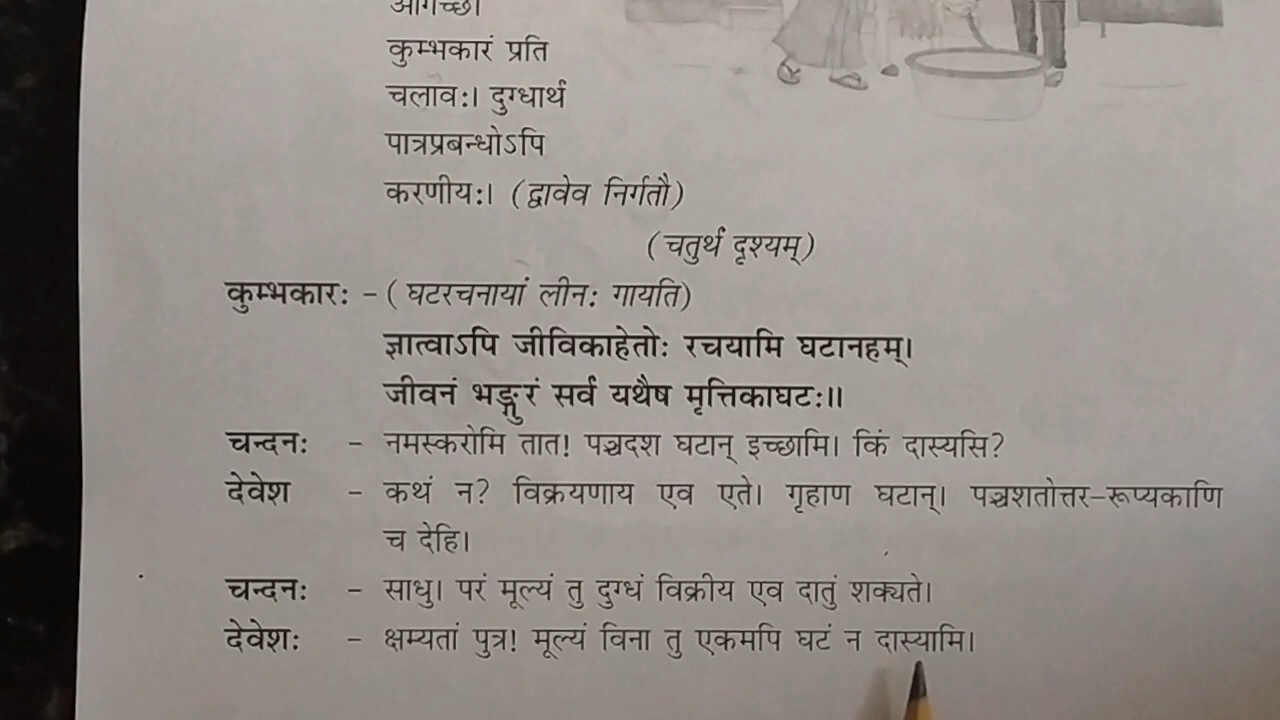 आगच्छ।
कुम्भकारं प्रति
चलावः। दुग्धार्थं
पात्रप्रबन्धोऽपि
करणीयः। (द्वावेव निर्गतौ)
(चतुर्थं दृश्यम्)
कुम्भकारः - (घटरचनायां लीनः गायति)
ज्ञात्वाऽपि जीविकाहेतोः रचयामि घटानहम्।
जीवनं भङ्गुरं सर्वं यथैष मृत्तिकाघटः॥
चन्दनः - नमस्करोमि तात! पञ्चदश घटान् इच्छामि। किं दास्यसि?
देवेश - कथं न? विक्रयणाय एव एते। गृहाण घटान्। पञ्चशतोत्तर-रूप्यकाणि
च देहि।
चन्दनः - साधु। परं मूल्यं तु दुग्धं विक्रीय एव दातुं शक्यते।
देवेशः - क्षम्यतां पुत्र! मूल्यं विना तु एकमपि घटं न दास्यामि।